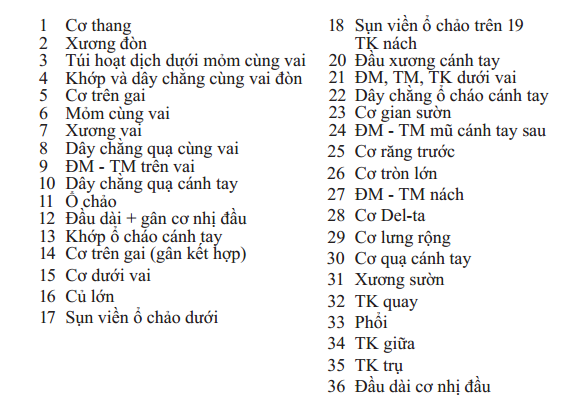 1 Cơ thang
2 Xương đòn
3 Túi hoạt dịch dưới mỏm cùng vai
4 Khớp và dây chằng cùng vai đòn
5 Cơ trên gai
6 Mỏm cùng vai
7 Xương vai
8 Dây chằng quạ cùng vai
9 ĐM - TM trên vai
10 Dây chằng quạ cánh tay
11 Ổ chảo
12 Đầu dài + gân cơ nhị đầu
13 Khớp ổ cháo cánh tay
14 Cơ trên gai (gân kết hợp)
15 Cơ dưới vai
16 Củ lớn
17 Sụn viền ổ chảo dưới
18 Sụn viền ổ chảo trên 19
TK nách
20 Đầu xương cánh tay
21 ĐM, TM, TK dưới vai
22 Dây chằng ổ cháo cánh tay
23 Cơ gian sườn
24 ĐM - TM mũ cánh tay sau
25 Cơ răng trước
26 Cơ tròn lớn
27 ĐM - TM nách
28 Cơ Del-ta
29 Cơ lưng rộng
30 Cơ quạ cánh tay
31 Xương sườn
32 TK quay
33 Phổi
34 TK giữa
35 TK trụ
36 Đầu dài cơ nhị đầu